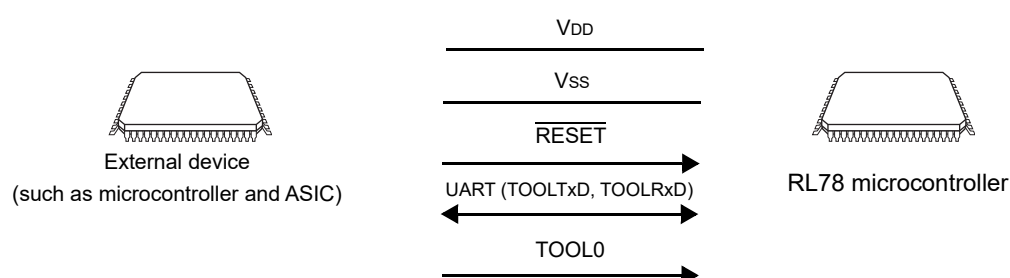 VDD
Vss
RESET
UART (TOOLTxD, TOOLRxD)
TOOL0
External device
(such as microcontroller and ASIC)
RL78 microcontroller